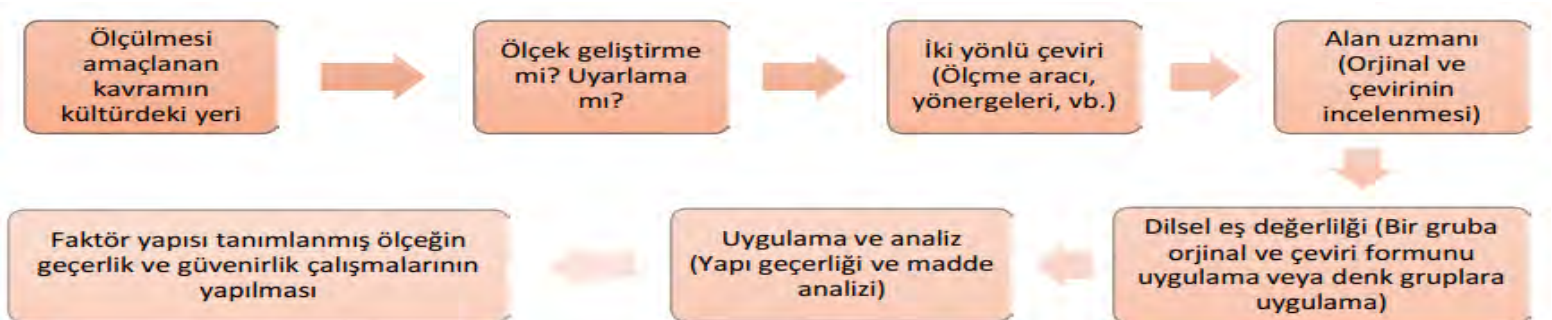 Ölçülmesi
amaçlanan
kavramın
kültürdeki yeri
Ölçek geliştirme
mi? Uyarlama
mı?
İki yönlü çeviri
(Ölçme aracı,
yönergeleri, vb.)
Alan uzmanı
(Orjinal ve
çevirinin
incelenmesi)
Dilsel eş değerlilği (Bir gruba
orjinal ve çeviri formunu
uygulama veya denk gruplara
uygulama)
Uygulama ve analiz
(Yapı geçerliği ve madde
analizi)
Faktör yapısı tanımlanmış ölçeğin
geçerlik ve güvenirlik çalışmalarının
yapılması